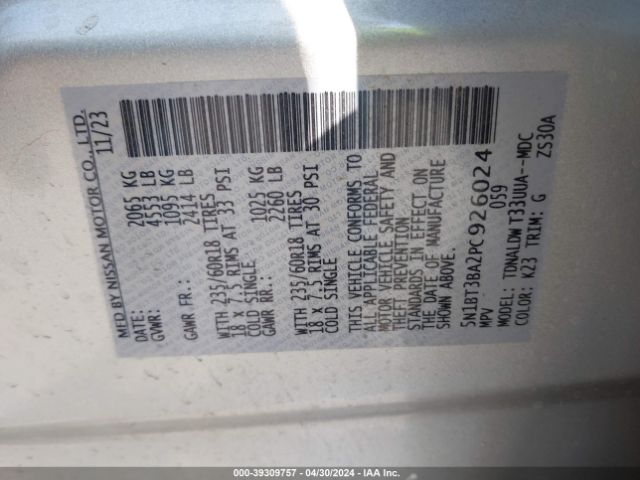 MFD BY NISSAN MOTOR CO., LTD.
11/23
GVWR: 2065 KG
4553 LB
GAWR FR.: 1095 KG
2414 LB
WITH 235/60R18 TIRES
18 x 7.5 RIMS AT 33 PSI
COLD SINGLE
GAWR RR.: 1025 KG
2260 LB
WITH 235/60R18 TIRES
18 X 7.5 RIMS AT 30 PSI
COLD SINGLE
THIS VEHICLE CONFORMS TO
ALL APPLICABLE FEDERAL
MOTOR VEHICLE SAFETY AND
THEFT PREVENTION
STANDARDS IN EFFECT ON
THE DATE OF MANUFACTURE
SHOWN ABOVE.
5N1BT3BA2PC926024
MPV 059
MODEL: TDNALDW T33UUA--MDC
COLOR: K23 TRIM: G ZS30A
000-39309757 - 04/30/2024 -